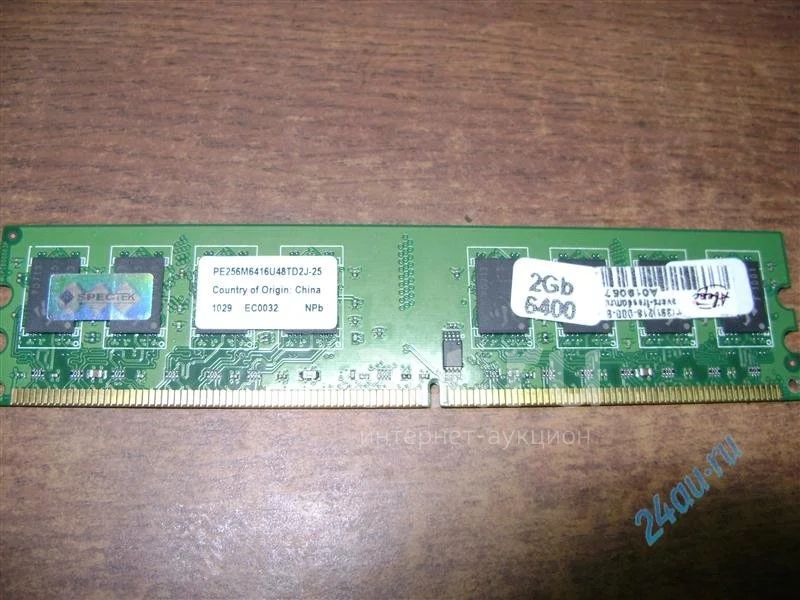 SPECTEK
PE256M6416U48TD2J-25
Country of Origin: China
1029 EC0032 NPb
2Gb
6400
интернет-аукцион
24au.ru